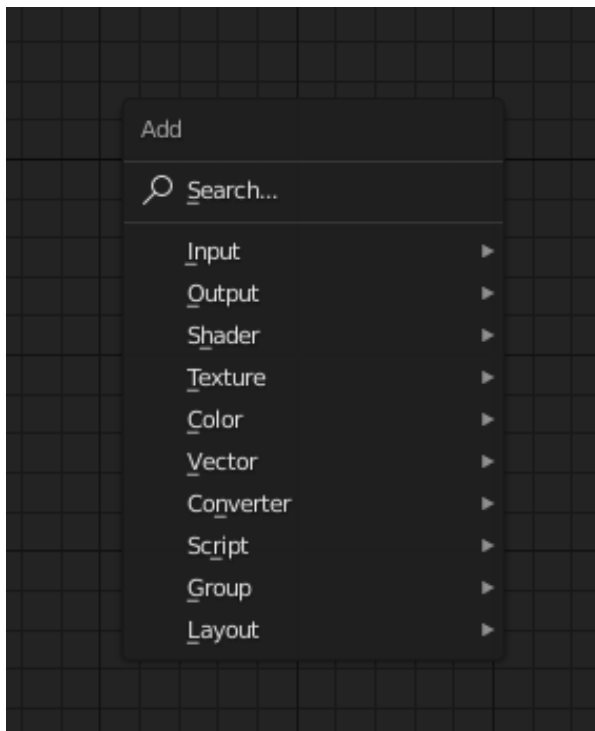 Add
Search...
Input
Output
Shader
Texture
Color
Vector
Converter
Script
Group
Layout